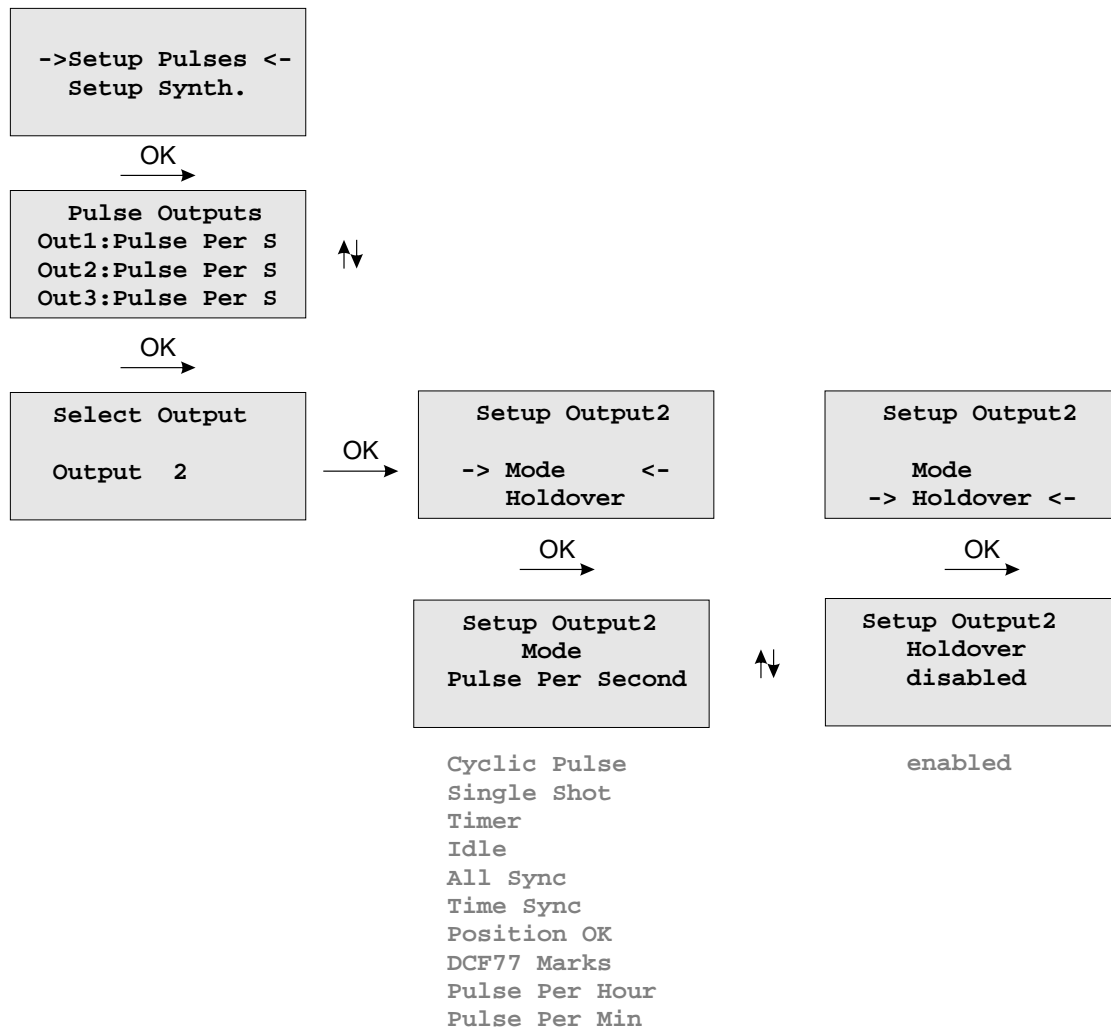 ->Setup Pulses <-
Setup Synth.
OK
Pulse Outputs
Out1:Pulse Per S
Out2:Pulse Per S
Out3:Pulse Per S
OK
Select Output
Output 2
OK
Setup Output2
-> Mode <-
Holdover
OK
Setup Output2
Mode
Pulse Per Second
Cyclic Pulse
Single Shot
Timer
Idle
All Sync
Time Sync
Position OK
DCF77 Marks
Pulse Per Hour
Pulse Per Min
Setup Output2
Mode
-> Holdover <-
OK
Setup Output2
Holdover
disabled
enabled